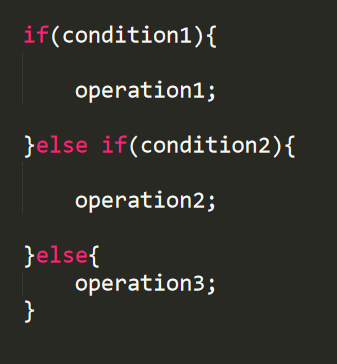 if(condition1){
operation1;
}else if(condition2){
operation2;
}else{
operation3;
}